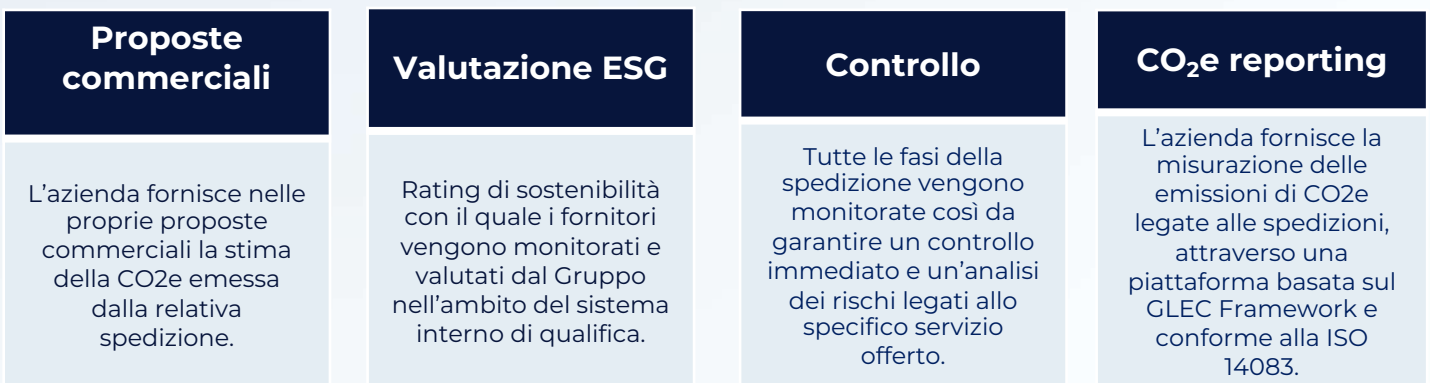 Proposte
commerciali
L’azienda fornisce nelle
proprie proposte
commerciali la stima
della CO2e emessa
dalla relativa
spedizione.
Valutazione ESG
Rating di sostenibilità
con il quale i fornitori
vengono monitorati e
valutati dal Gruppo
nell’ambito del sistema
interno di qualifica.
Controllo
Tutte le fasi della
spedizione vengono
monitorate così da
garantire un controllo
immediato e un’analisi
dei rischi legati allo
specifico servizio
offerto.
CO₂e reporting
L’azienda fornisce la
misurazione delle
emissioni di CO2e
legate alle spedizioni,
attraverso una
piattaforma basata sul
GLEC Framework e
conforme alla ISO
14083.